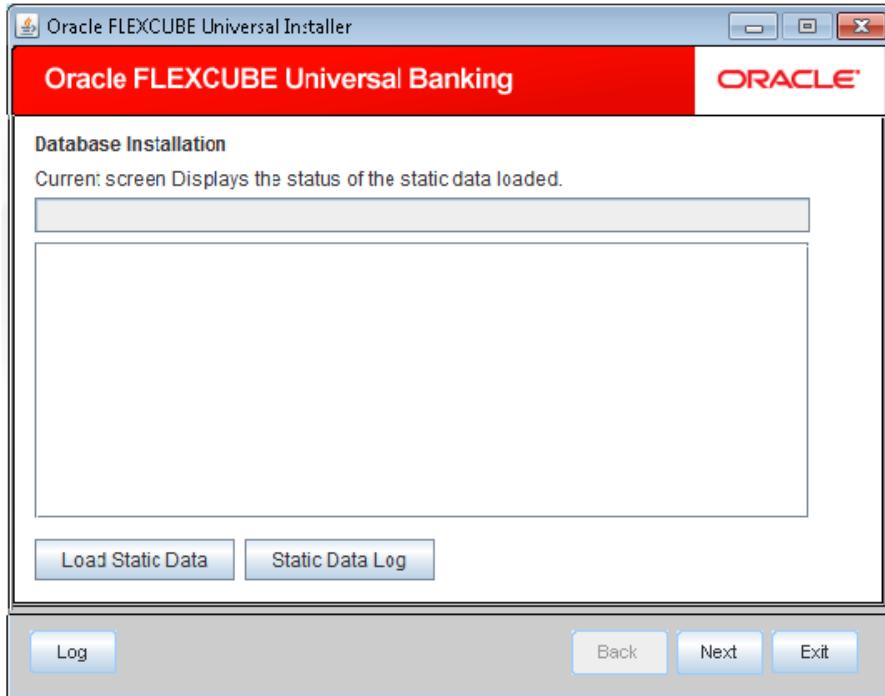 Oracle FLEXCUBE Universal Installer
Oracle FLEXCUBE Universal Banking
ORACLE
Database Installation
Current screen Displays the status of the static data loaded.
Load Static Data Static Data Log
Log Back Next Exit